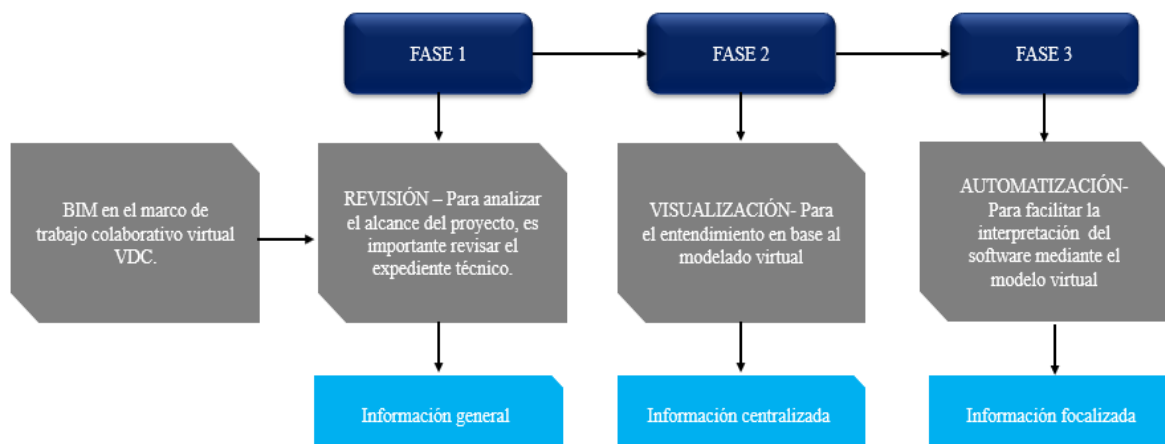 FASE 1
FASE 2
FASE 3
BIM en el marco de
trabajo colaborativo virtual
VDC.
REVISIÓN – Para analizar
el alcance del proyecto, es
importante revisar el
expediente técnico.
VISUALIZACIÓN- Para
el entendimiento en base al
modelado virtual
AUTOMATIZACIÓN-
Para facilitar la
interpretación del
software mediante el
modelo virtual
Información general
Información centralizada
Información focalizada